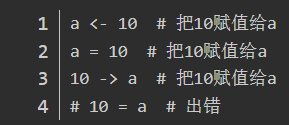 1 a <- 10  # 把10赋值给a
2 a = 10  # 把10赋值给a
3 10 -> a  # 把10赋值给a
4 # 10 = a  # 出错